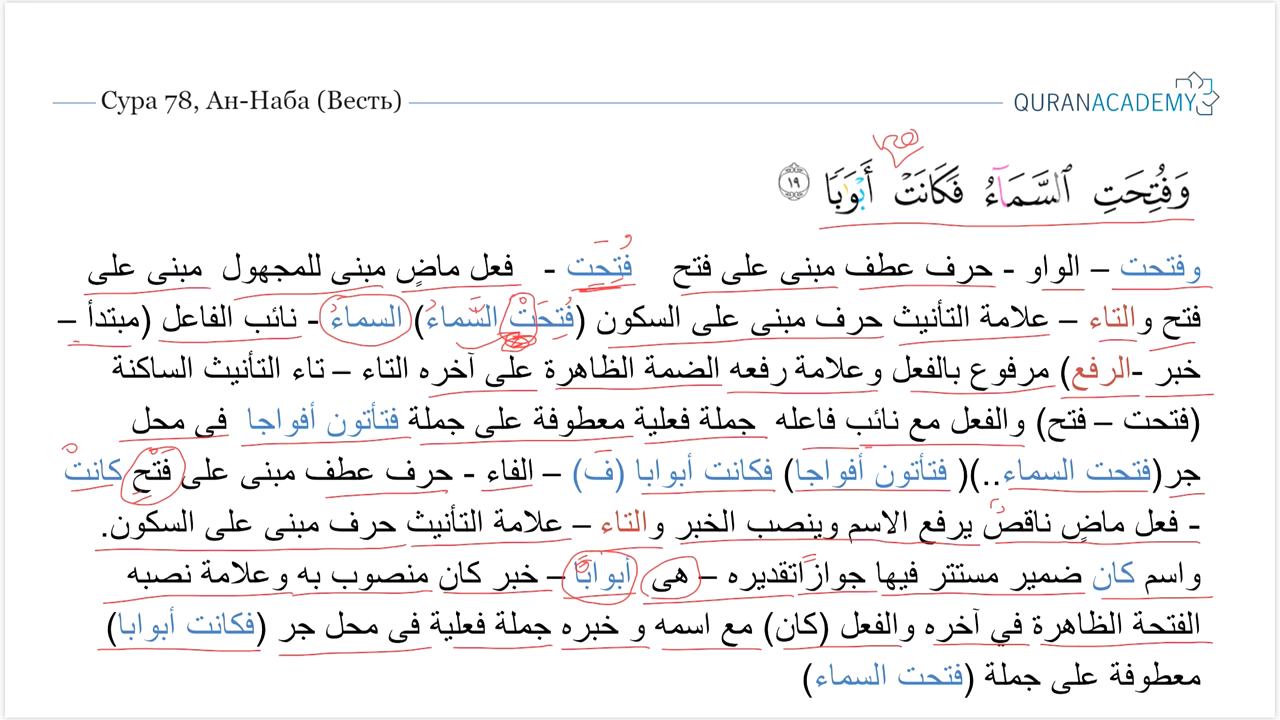 Сура 78, Ан-Наба (Весть)
QURANACADEMY
وَفُتِحَتِ ٱلسَّمَآءُ فَكَانَتْ أَبْوَٰبًا ١٩
وفتحت – الواو - حرف عطف مبنى على فتح فُتِحَت - فعل ماضٍ مبنى للمجهول مبنى على
فتح والتاء – علامة التأنيث حرف مبنى على السكون (فُتِحَتْ السَّماءُ) السماءُ - نائب الفاعل (مبتدأ –
خبر -الرفع) مرفوع بالفعل وعلامة رفعه الضمة الظاهرة على آخره التاء – تاء التأنيث الساكنة
(فتحت – فتح) والفعل مع نائب فاعله جملة فعلية معطوفة على جملة فتأتون أفواجا فى محل
جر(فتحت السماء..)( فتأتون أفواجا) فكانت أبوابا (ف) – الفاء - حرف عطف مبنى على فتح كانت
- فعل ماضٍ ناقص يرفع الاسم وينصب الخبر والتاء – علامة التأنيث حرف مبنى على السكون.
واسم كان ضمير مستتر فيها جوازاتقديره – هى أبوابا – خبر كان منصوب به وعلامة نصبه
الفتحة الظاهرة في آخره والفعل (كان) مع اسمه و خبره جملة فعلية فى محل جر (فكانت أبوابا)
معطوفة على جملة (فتحت السماء)